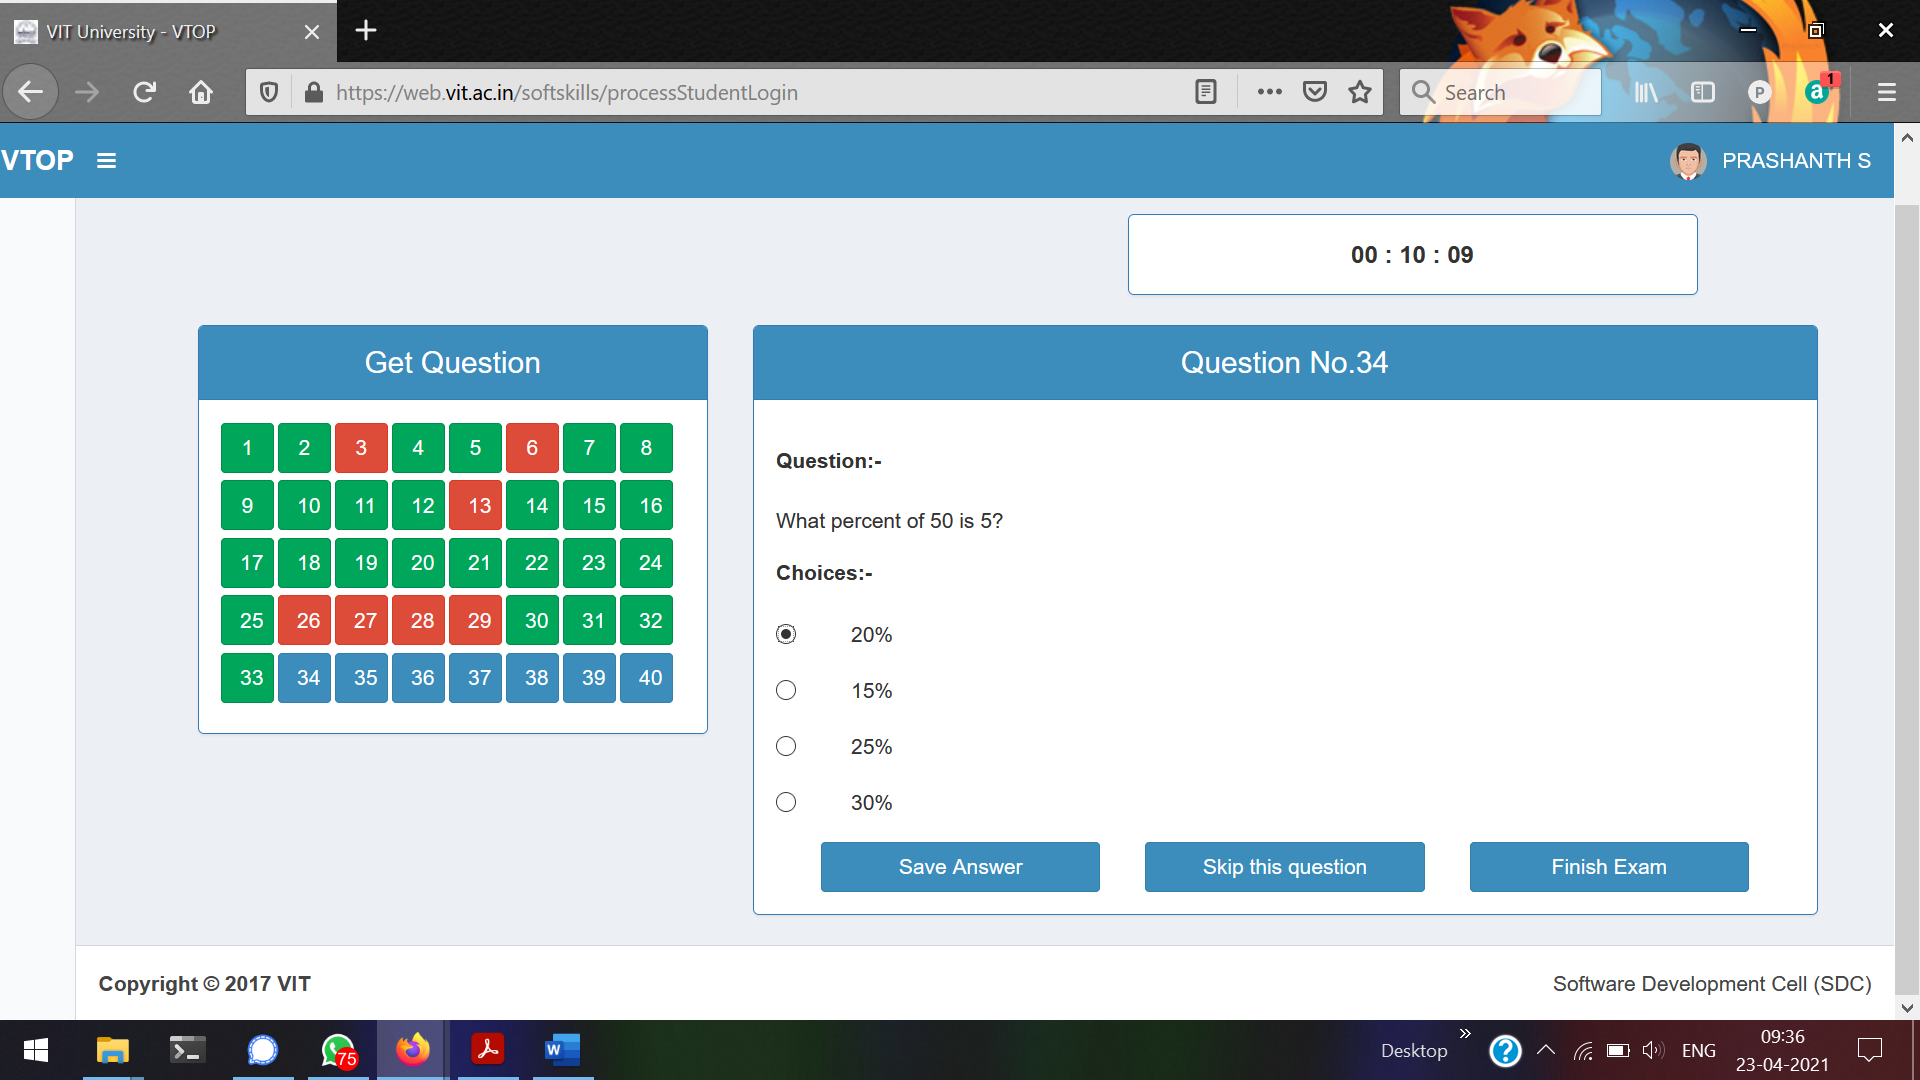 VIT University - VTOP
https://web.vit.ac.in/softskills/processStudentLogin
Search
P
a
1
VTOP
PRASHANTH S
00 : 10 : 09
Get Question
1 2 3 4 5 6 7 8
9 10 11 12 13 14 15 16
17 18 19 20 21 22 23 24
25 26 27 28 29 30 31 32
33 34 35 36 37 38 39 40
Question No.34
Question:-
What percent of 50 is 5?
Choices:-
20%
15%
25%
30%
Save Answer
Skip this question
Finish Exam
Copyright © 2017 VIT
Software Development Cell (SDC)
75
W
Desktop
ENG
09:36
23-04-2021